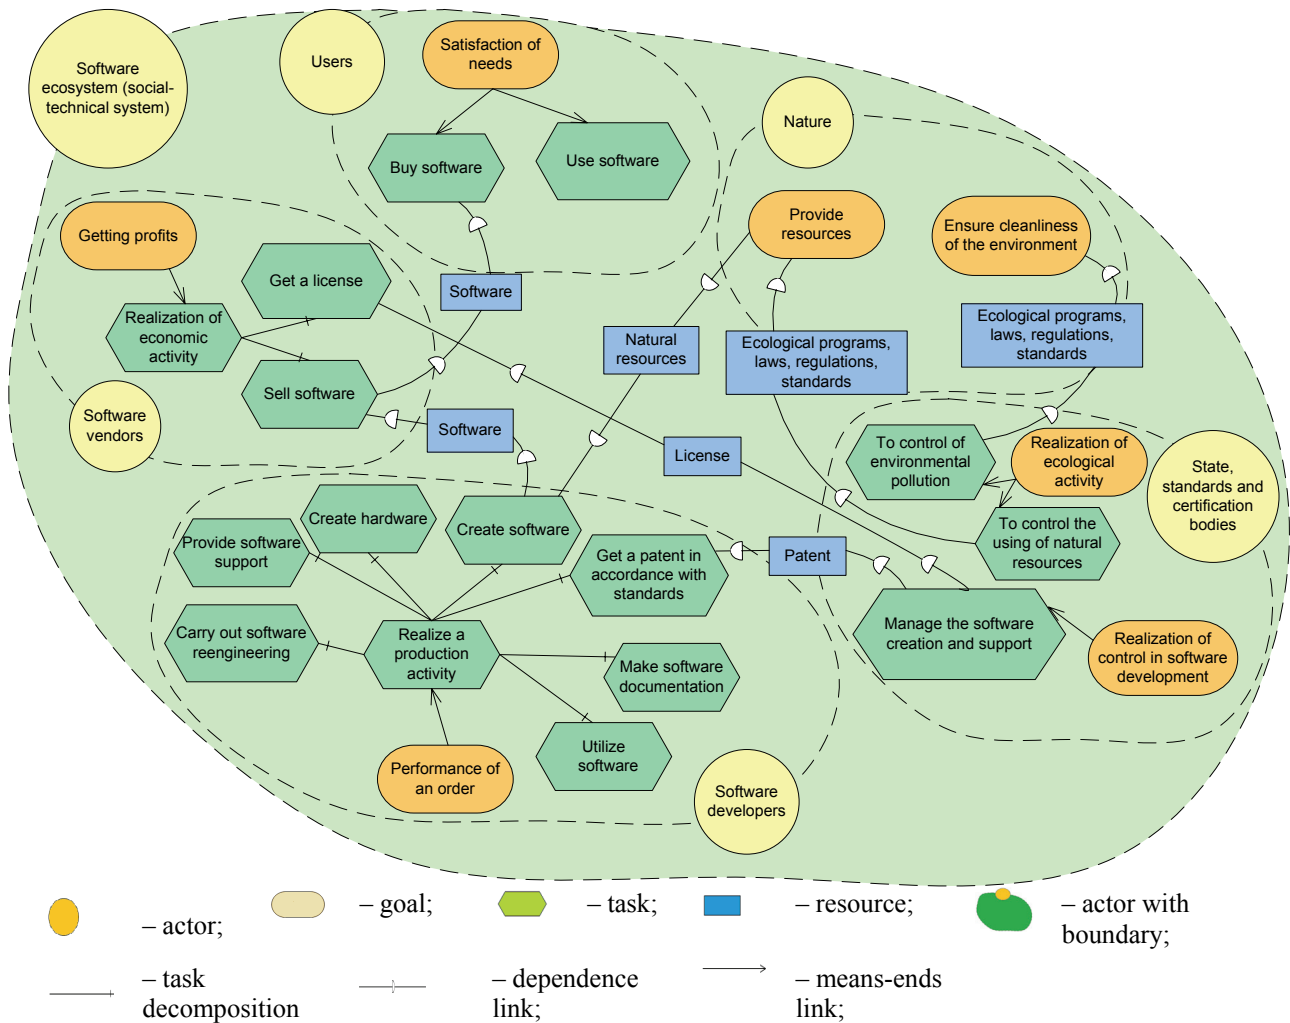 Software
ecosystem (social-
technical system)
Users
Satisfaction of
needs
Nature
Buy software
Use software
Getting profits
Provide
resources
Ensure cleanliness
of the environment
Get a license
Software
Realization of
economic
activity
Natural
resources
Ecological programs,
laws, regulations,
standards
Ecological programs,
laws, regulations,
standards
Sell software
Software
vendors
Software
License
To control of
environmental
pollution
Realization of
ecological
activity
State,
standards and
certification
bodies
Create hardware
Create software
Provide software
support
Get a patent in
accordance with
standards
Patent
To control the
using of natural
resources
Carry out software
reengineering
Realize a
production
activity
Make software
documentation
Manage the software
creation and support
Realization of
control in software
development
Utilize
software
Performance of
an order
Software
developers
– actor;
– goal;
– task;
– resource;
– actor with
boundary;
– task
decomposition
– dependence
link;
– means-ends
link;